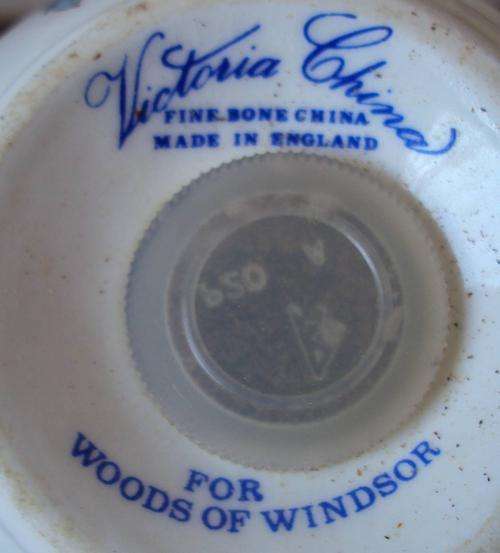 Victoria China
FINE BONE CHINA
MADE IN ENGLAND
FOR
WOODS OF WINDSOR